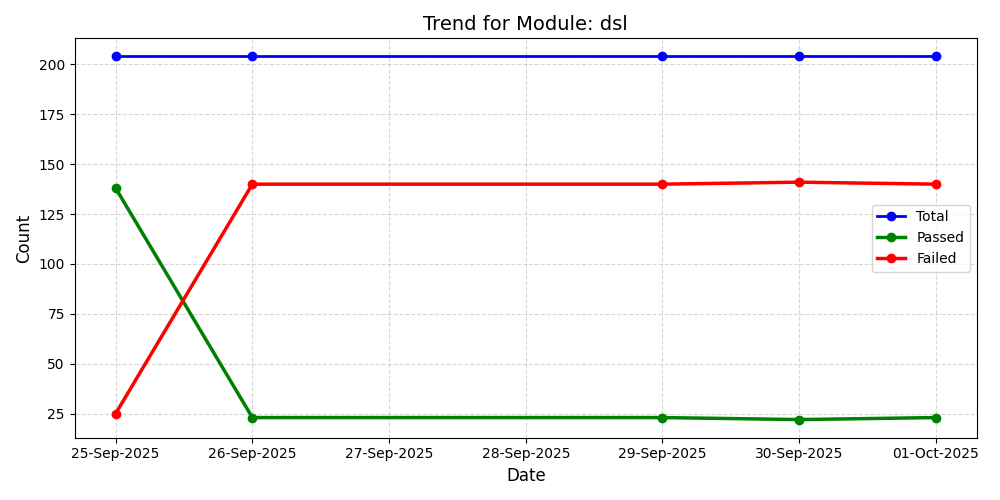 Trend for Module: dsl
Count
200
175
150
125
100
75
50
25
Total
Passed
Failed
25-Sep-2025 26-Sep-2025 27-Sep-2025 28-Sep-2025 29-Sep-2025 30-Sep-2025 01-Oct-2025
Date